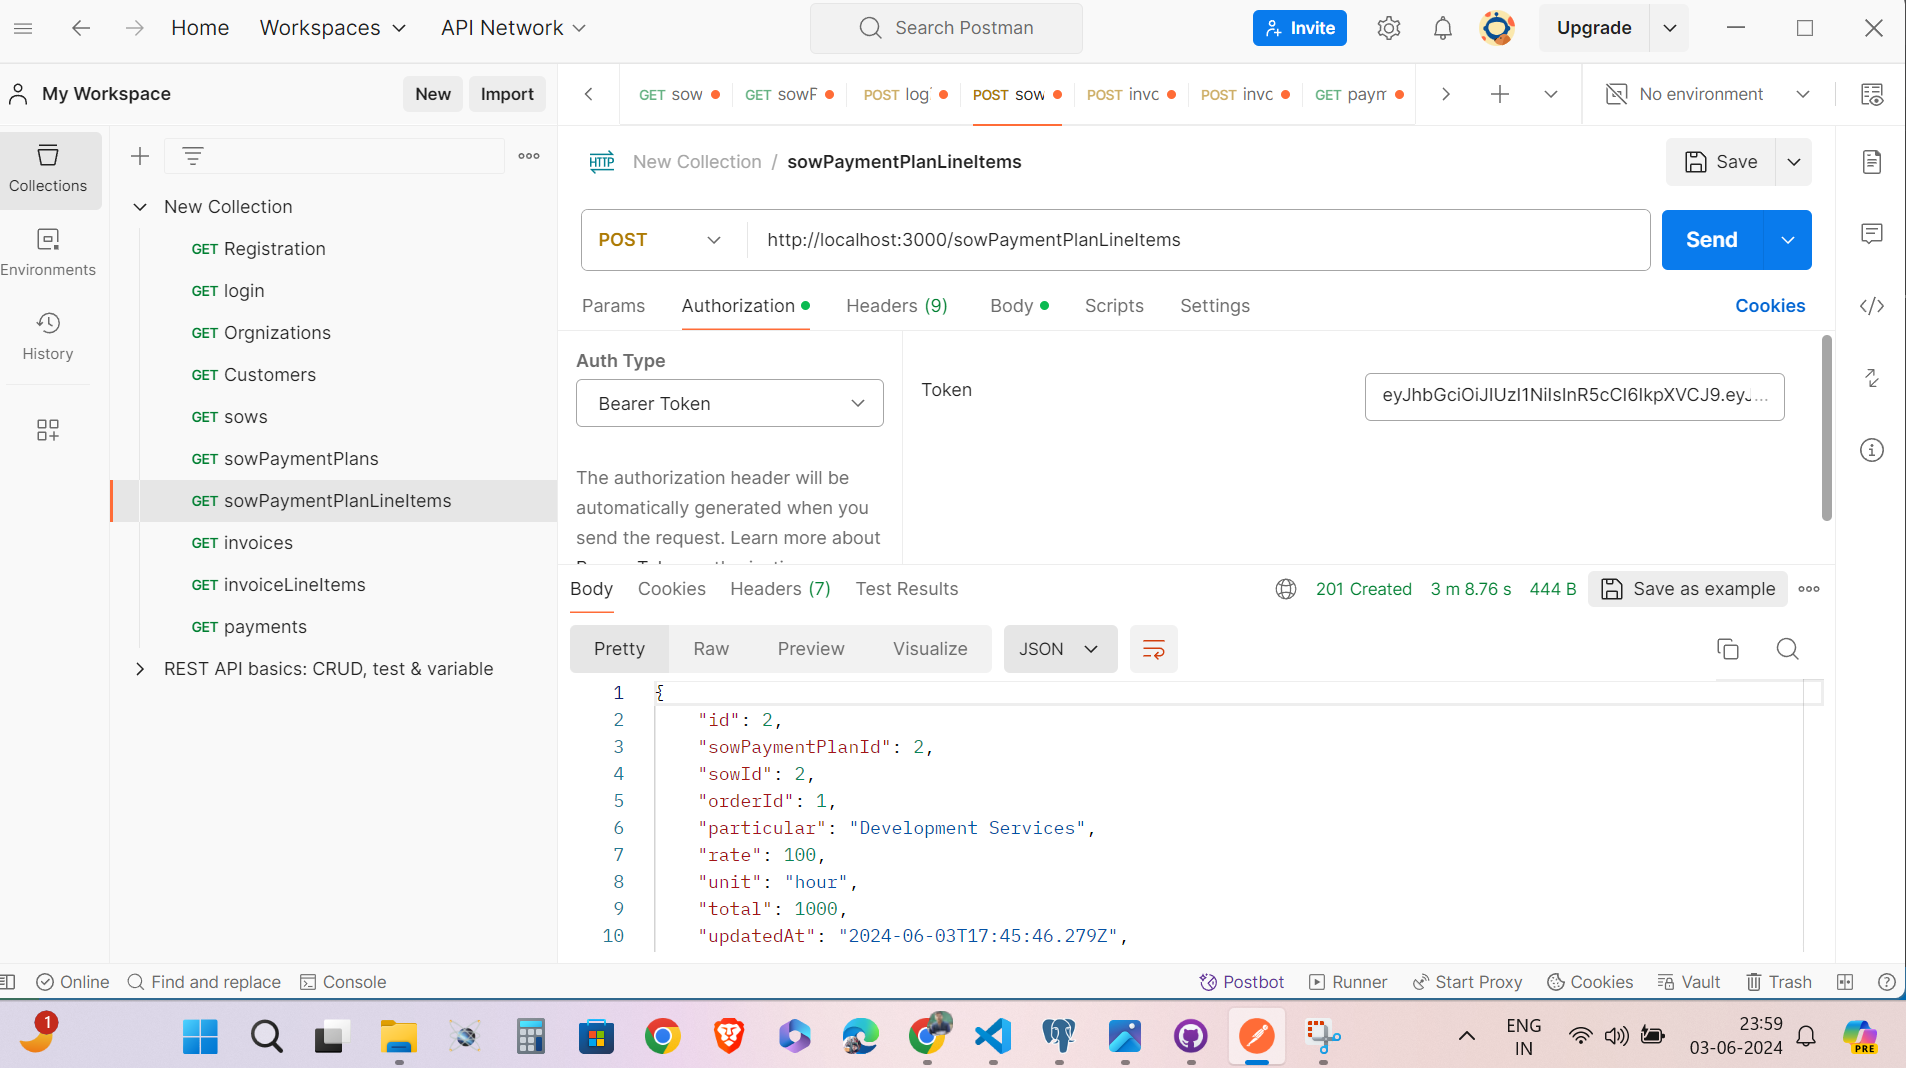 Home
Workspaces
API Network
Search Postman
Invite
Upgrade
My Workspace
New
Import
GET sow
GET sowP
POST log
POST sow
POST invo
POST invo
GET paym
No environment
Collections
Environments
History
New Collection
GET Registration
GET login
GET Orgnizations
GET Customers
GET sows
GET sowPaymentPlans
GET sowPaymentPlanLineItems
GET invoices
GET invoiceLineItems
GET payments
REST API basics: CRUD, test & variable
HTTP New Collection / sowPaymentPlanLineItems
Save
POST
http://localhost:3000/sowPaymentPlanLineItems
Send
Params
Authorization
Headers (9)
Body
Scripts
Settings
Cookies
Auth Type
Bearer Token
The authorization header will be
automatically generated when you
send the request. Learn more about
Token
eyJhbGciOiJIUzI1NiIsInR5cCI6IkpXVCJ9.eyJ...
Body
Cookies
Headers (7)
Test Results
201 Created
3 m 8.76 s
444 B
Save as example
Pretty
Raw
Preview
Visualize
JSON
1 {
2 "id": 2,
3 "sowPaymentPlanId": 2,
4 "sowId": 2,
5 "orderId": 1,
6 "particular": "Development Services",
7 "rate": 100,
8 "unit": "hour",
9 "total": 1000,
10 "updatedAt": "2024-06-03T17:45:46.279Z",
Online
Find and replace
Console
Postbot
Runner
Start Proxy
Cookies
Vault
Trash
1
ENG
IN
23:59
03-06-2024
PRE